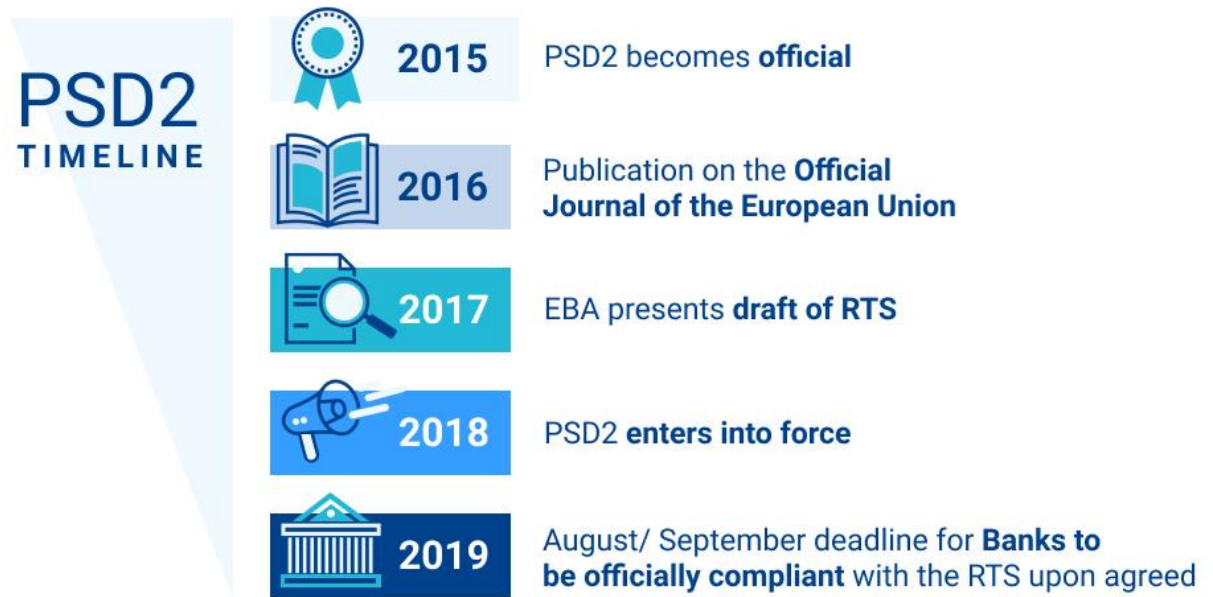 PSD2
TIMELINE
2015
PSD2 becomes official
2016
Publication on the Official
Journal of the European Union
2017
EBA presents draft of RTS
2018
PSD2 enters into force
2019
August/ September deadline for Banks to
be officially compliant with the RTS upon agreed